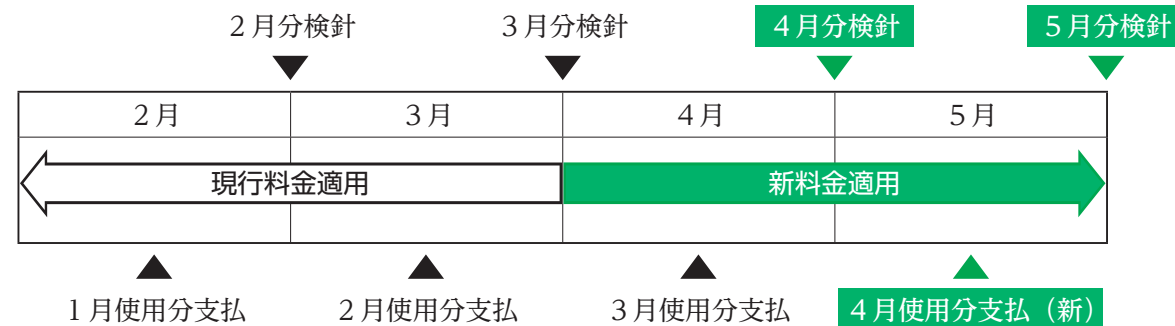 ２月分検針 ３月分検針 ４月分検針 ５月分検針
２月 ３月 ４月 ５月
現行料金適用 新料金適用
１月使用分支払 ２月使用分支払 ３月使用分支払 ４月使用分支払（新）